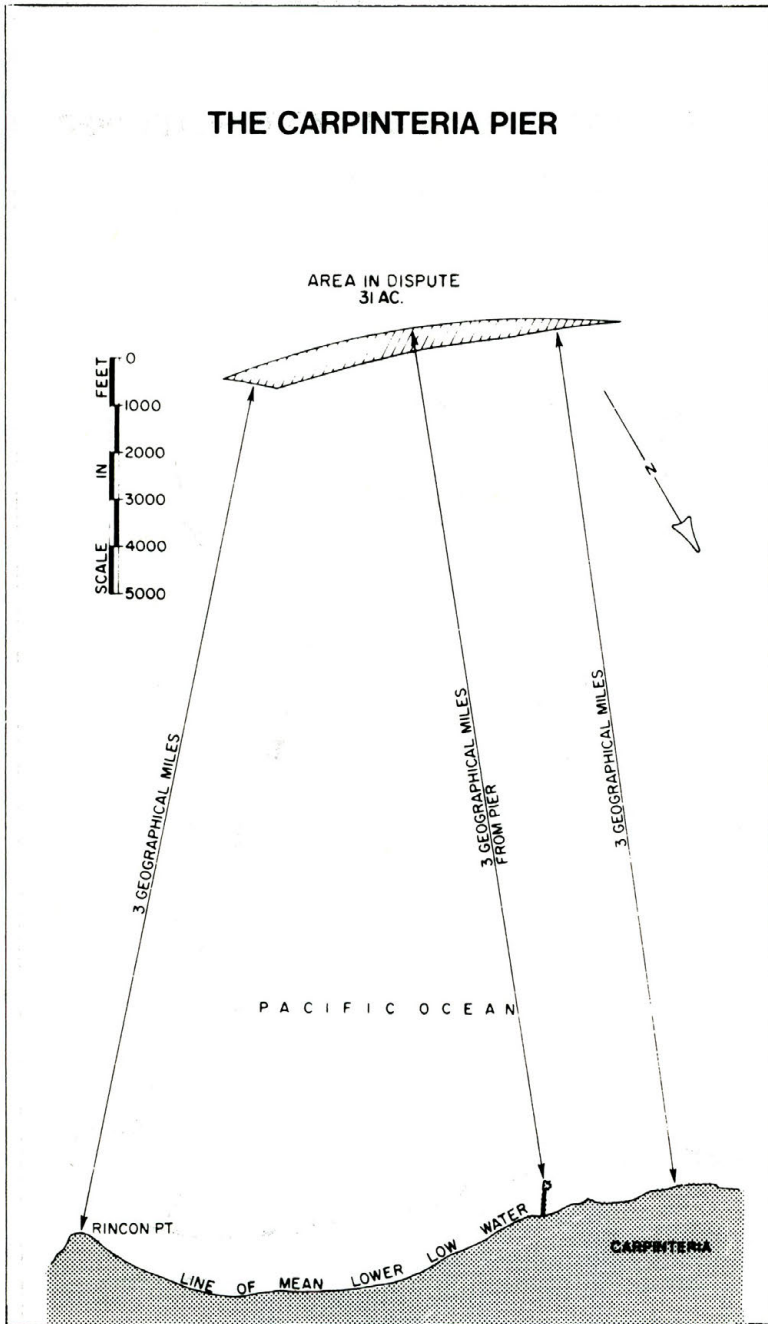 THE CARPINTERIA PIER
AREA IN DISPUTE
31 AC.
SCALE IN FEET
0
1000
2000
3000
4000
5000
N
3 GEOGRAPHICAL MILES
3 GEOGRAPHICAL MILES
FROM PIER
3 GEOGRAPHICAL MILES
PACIFIC OCEAN
RINCON PT.
LINE OF MEAN LOWER LOW WATER
CARPINTERIA